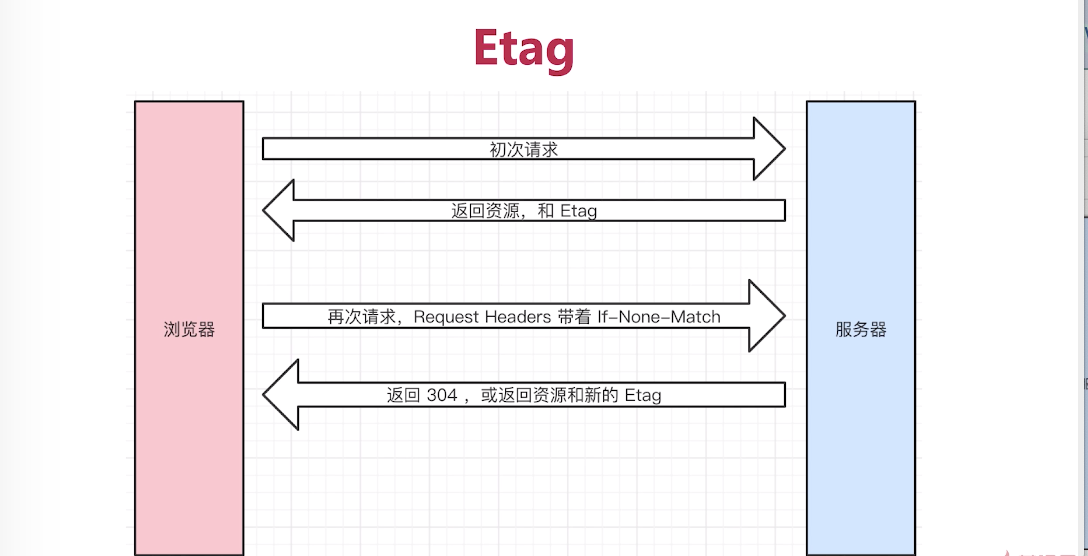 Etag
初次请求
返回资源，和 Etag
再次请求，Request Headers 带着 If-None-Match
浏览器
服务器
返回 304 ，或返回资源和新的 Etag